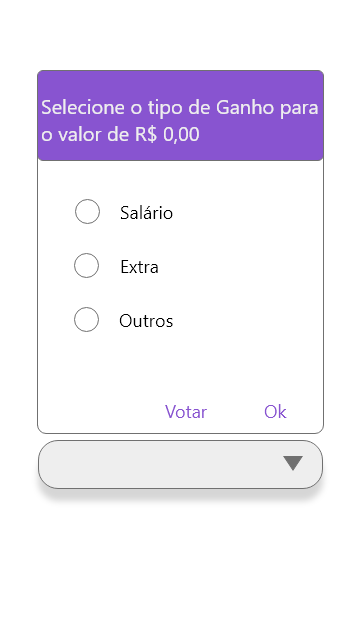 Selecione o tipo de Ganho para
o valor de R$ 0,00
Salário
Extra
Outros
Votar
Ok